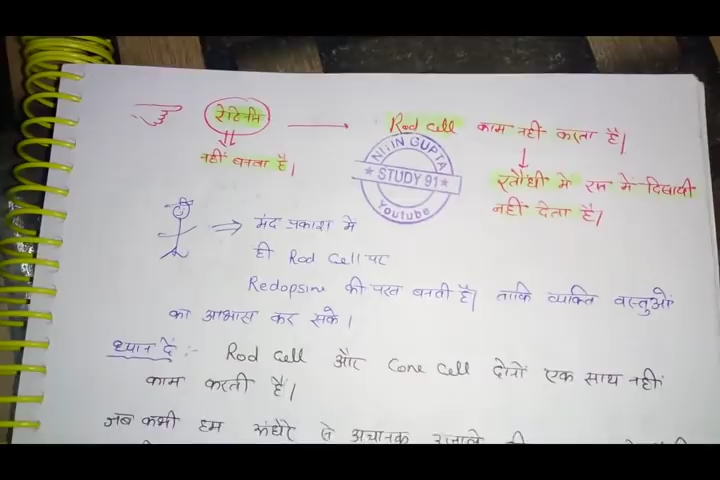 रेटिनॉन → Rod cell काम नहीं करता है।
नहीं बनता है।
NITIN GUPTA
★ STUDY 91 ★
Youtube
रतौंधी मे रात में दिखायी
नहीं देता है।
⇒ मंद प्रकाश मे
ही Rod Cell पर
Redopsine की परत बनती है। ताकि व्यक्ति वस्तुओ
का आभास कर सके।
ध्यान दें :- Rod Cell और Cone Cell दोनों एक साथ नहीं
काम करती है।
जब कभी हम अंधेरे से अचानक उजाले